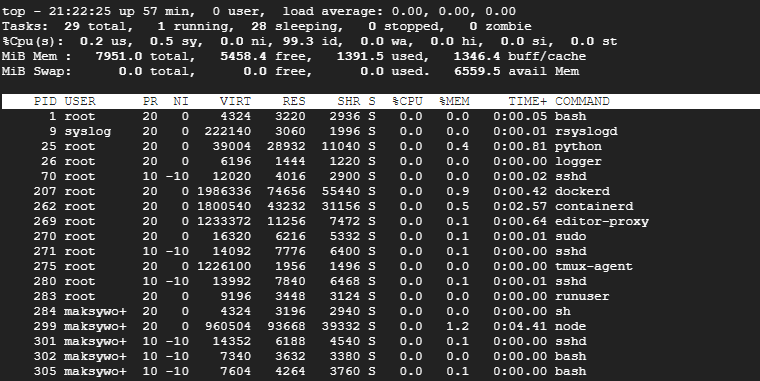 top - 21:22:25 up 57 min,  0 user,  load average: 0.00, 0.00, 0.00
Tasks:  29 total,   1 running,  28 sleeping,   0 stopped,   0 zombie
%Cpu(s):  0.2 us,  0.5 sy,  0.0 ni, 99.3 id,  0.0 wa,  0.0 hi,  0.0 si,  0.0 st
MiB Mem :   7951.0 total,   5458.4 free,   1391.5 used,   1346.4 buff/cache
MiB Swap:      0.0 total,      0.0 free,      0.0 used.   6559.5 avail Mem
PID USER      PR  NI    VIRT    RES    SHR S  %CPU  %MEM     TIME+ COMMAND
1 root      20   0    4324   3220   2936 S   0.0   0.0   0:00.05 bash
9 syslog    20   0  222140   3060   1996 S   0.0   0.0   0:00.01 rsyslogd
25 root      20   0   39004  28932  11040 S   0.0   0.4   0:00.81 python
26 root      20   0    6196   1444   1220 S   0.0   0.0   0:00.00 logger
70 root      10 -10   12020   4016   2900 S   0.0   0.0   0:00.02 sshd
207 root      20   0 1986336  74656  55440 S   0.0   0.9   0:00.42 dockerd
262 root      20   0 1800540  43232  31156 S   0.0   0.5   0:02.57 containerd
269 root      20   0 1233372  11256   7472 S   0.0   0.1   0:00.64 editor-proxy
270 root      20   0   16320   6216   5332 S   0.0   0.1   0:00.01 sudo
271 root      10 -10   14092   7776   6400 S   0.0   0.1   0:00.00 sshd
275 root      20   0 1226100   1956   1496 S   0.0   0.0   0:00.00 tmux-agent
280 root      10 -10   13992   7840   6468 S   0.0   0.1   0:00.01 sshd
283 root      20   0    9196   3448   3124 S   0.0   0.0   0:00.00 runuser
284 maksywo+  20   0    4324   3196   2940 S   0.0   0.0   0:00.00 sh
299 maksywo+  20   0  960504  93668  39332 S   0.0   1.2   0:04.41 node
301 maksywo+  10 -10   14352   6188   4540 S   0.0   0.1   0:00.00 sshd
302 maksywo+  10 -10    7340   3632   3380 S   0.0   0.0   0:00.00 bash
305 maksywo+  10 -10    7604   4264   3760 S   0.0   0.1   0:00.00 bash